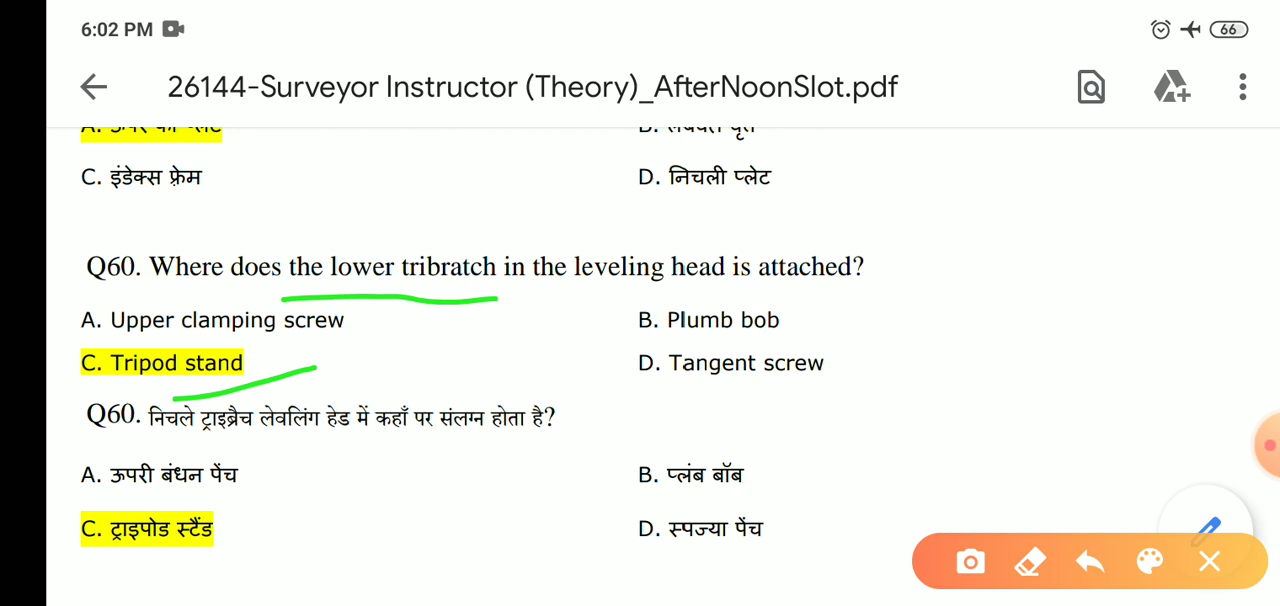 6:02 PM
66
26144-Surveyor Instructor (Theory)_AfterNoonSlot.pdf
C. इंडेक्स फ्रेम D. निचली प्लेट
Q60. Where does the lower tribratch in the leveling head is attached?
A. Upper clamping screw B. Plumb bob
C. Tripod stand D. Tangent screw
Q60. निचले ट्राइब्रैच लेवलिंग हेड में कहाँ पर संलग्न होता है?
A. ऊपरी बंधन पेंच B. प्लंब बॉब
C. ट्राइपोड स्टैंड D. स्पज्या पेंच